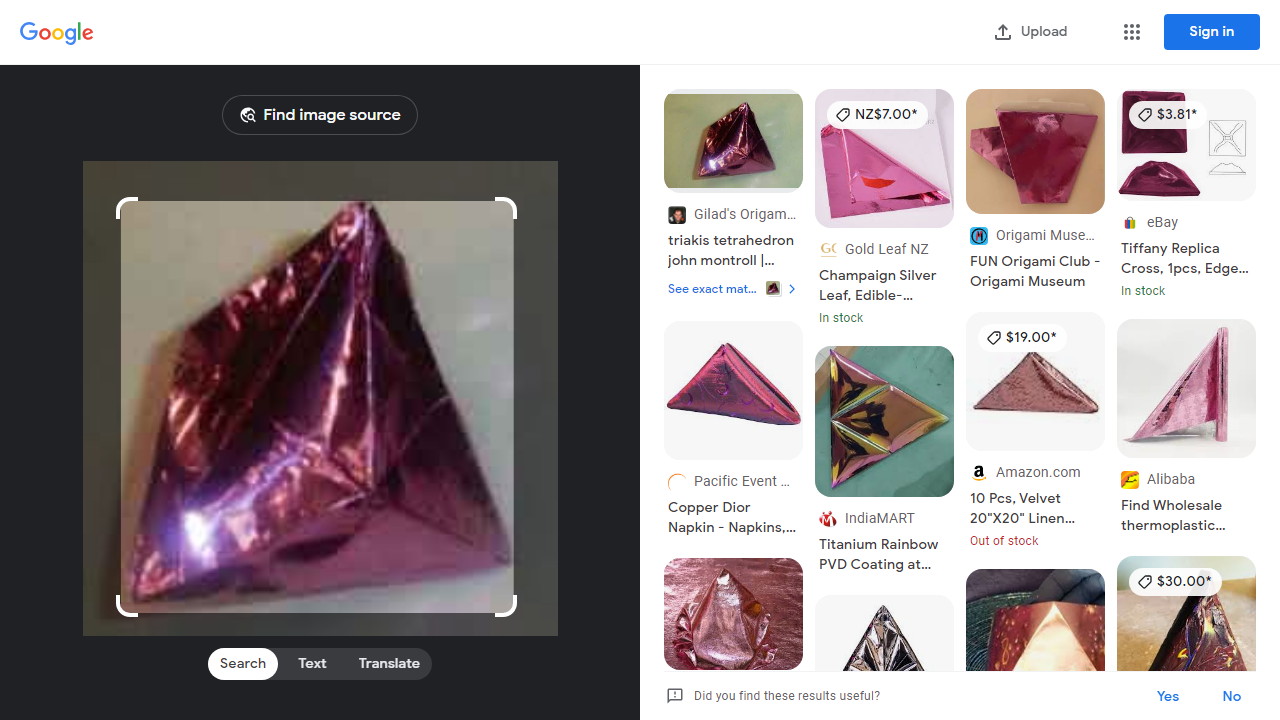 Google
Upload
Sign in
Find image source
Search
Text
Translate
Gilad's Origam...
triakis tetrahedron
john montroll |...
See exact mat...
Pacific Event ...
Copper Dior
Napkin - Napkins,...
NZ$7.00*
GC
Gold Leaf NZ
Champaign Silver
Leaf, Edible-...
In stock
IndiaMART
Titanium Rainbow
PVD Coating at...
Origami Muse...
FUN Origami Club -
Origami Museum
$19.00*
Amazon.com
10 Pcs, Velvet
20"X20" Linen...
Out of stock
$3.81*
eBay
Tiffany Replica
Cross, 1pcs, Edge...
In stock
Alibaba
Find Wholesale
thermoplastic...
$30.00*
Did you find these results useful?
Yes
No